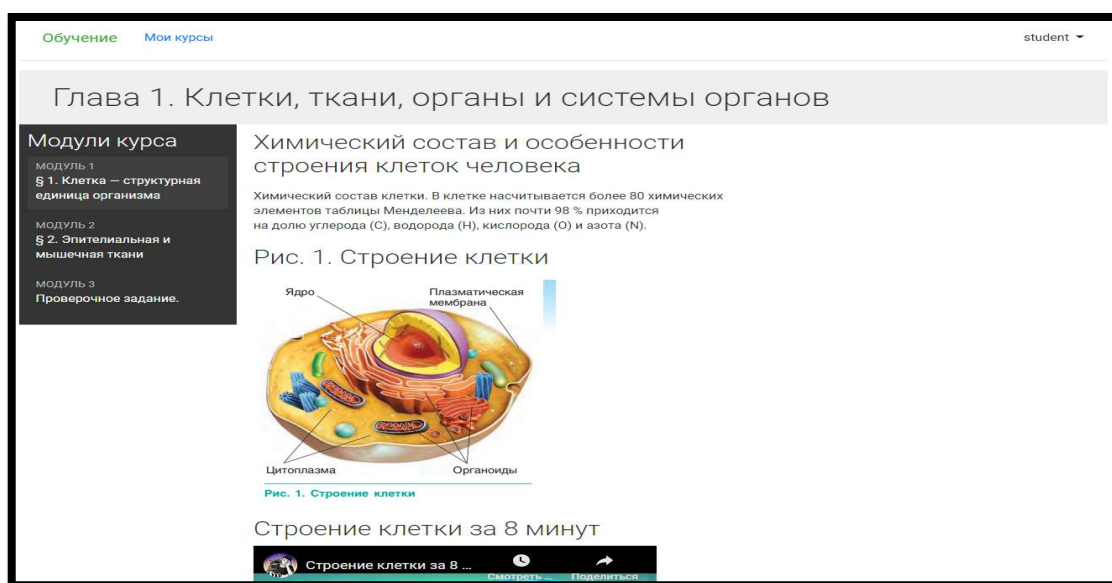 Обучение Мои курсы student
Глава 1. Клетки, ткани, органы и системы органов
Модули курса
МОДУЛЬ 1
§ 1. Клетка — структурная
единица организма
МОДУЛЬ 2
§ 2. Эпителиальная и
мышечная ткани
МОДУЛЬ 3
Проверочное задание.
Химический состав и особенности
строения клеток человека
Химический состав клетки. В клетке насчитывается более 80 химических
элементов таблицы Менделеева. Из них почти 98 % приходится
на долю углерода (C), водорода (H), кислорода (O) и азота (N).
Рис. 1. Строение клетки
Ядро
Плазматическая
мембрана
Цитоплазма
Органоиды
Рис. 1. Строение клетки
Строение клетки за 8 минут
Строение клетки за 8 ...
Смотреть ... Поделиться